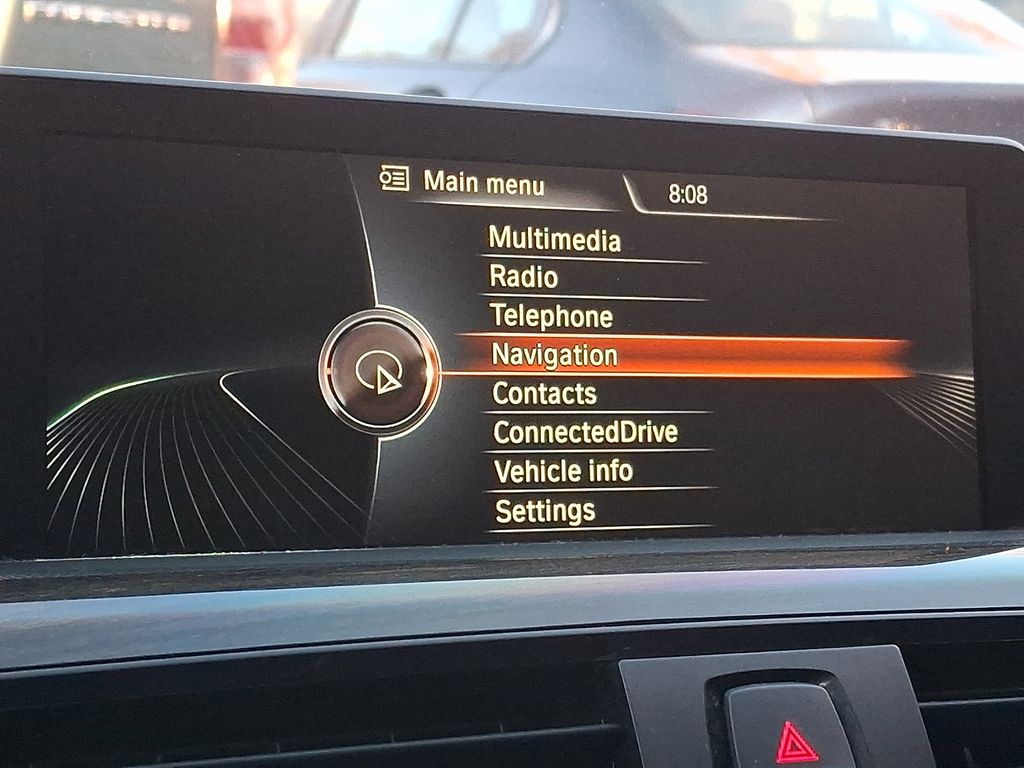 Main menu
8:08
Multimedia
Radio
Telephone
Navigation
Contacts
ConnectedDrive
Vehicle info
Settings